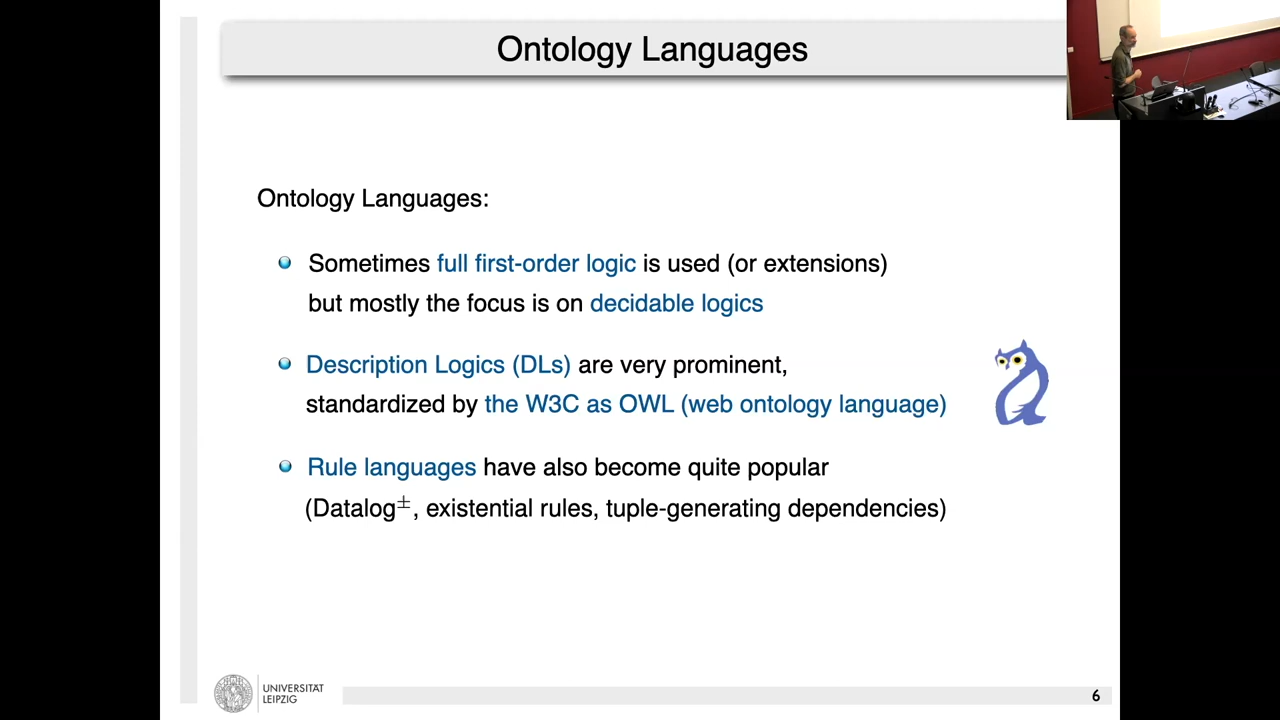 Ontology Languages
Ontology Languages:
Sometimes full first-order logic is used (or extensions)
but mostly the focus is on decidable logics
Description Logics (DLs) are very prominent,
standardized by the W3C as OWL (web ontology language)
Rule languages have also become quite popular
(Datalog±, existential rules, tuple-generating dependencies)
UNIVERSITÄT
LEIPZIG
6